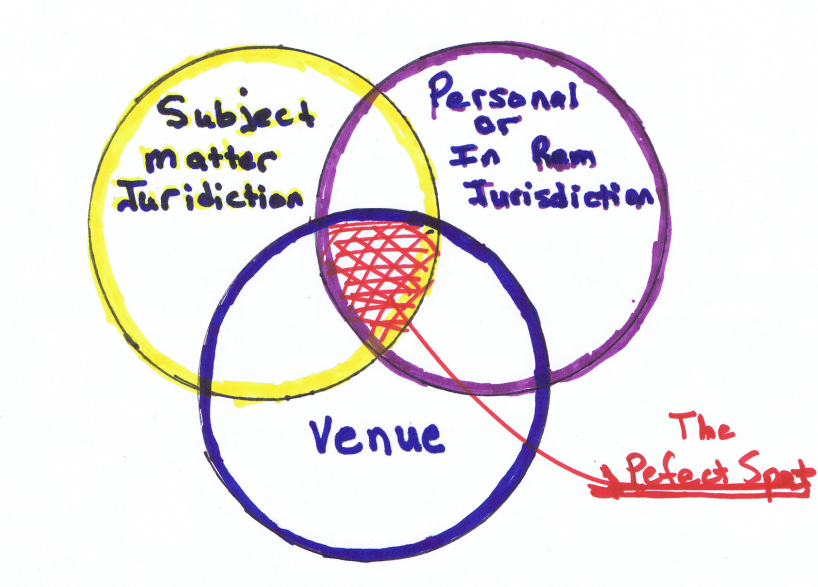 Subject
matter
Juridiction
Personal
or
In Rem
Jurisdiction
Venue
The
Pefect Spot